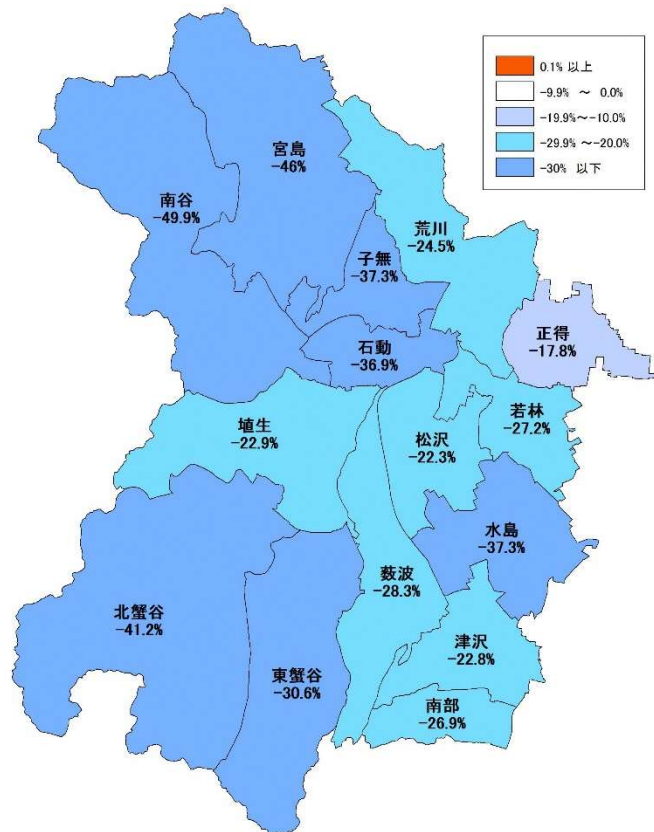 0.1% 以上
-9.9% ～ 0.0%
-19.9%～-10.0%
-29.9% ～-20.0%
-30% 以下
宮島
-46%
南谷
-49.9%
荒川
-24.5%
子撫
-37.3%
正得
-17.8%
石動
-36.9%
若林
-27.2%
埴生
-22.9%
松沢
-22.3%
水島
-37.3%
薮波
-28.3%
北蟹谷
-41.2%
津沢
-22.8%
東蟹谷
-30.6%
南部
-26.9%